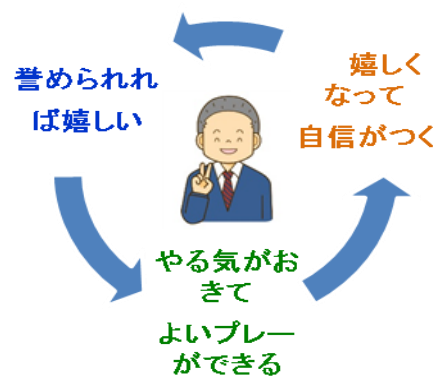 誉められれ
ば嬉しい
嬉しく
なって
自信がつく
やる気がお
きて
よいプレー
ができる